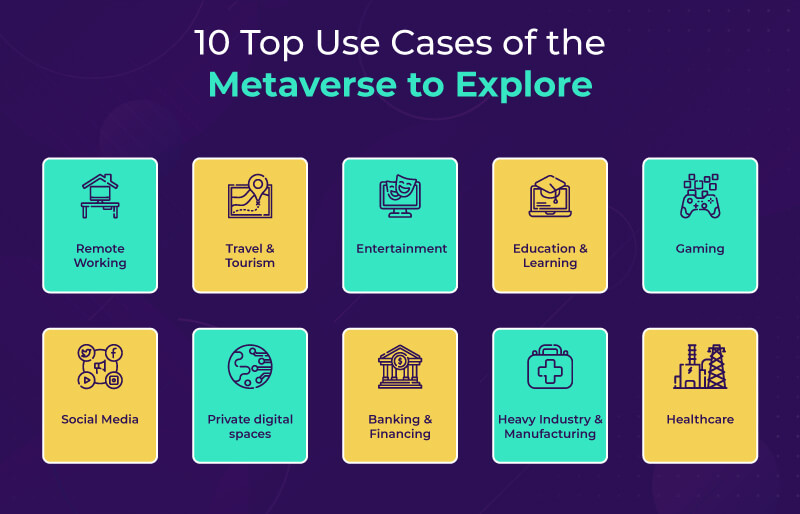 10 Top Use Cases of the
Metaverse to Explore
Remote
Working
Travel &
Tourism
Entertainment
Education &
Learning
Gaming
Social Media
Private digital
spaces
Banking &
Financing
Heavy Industry &
Manufacturing
Healthcare